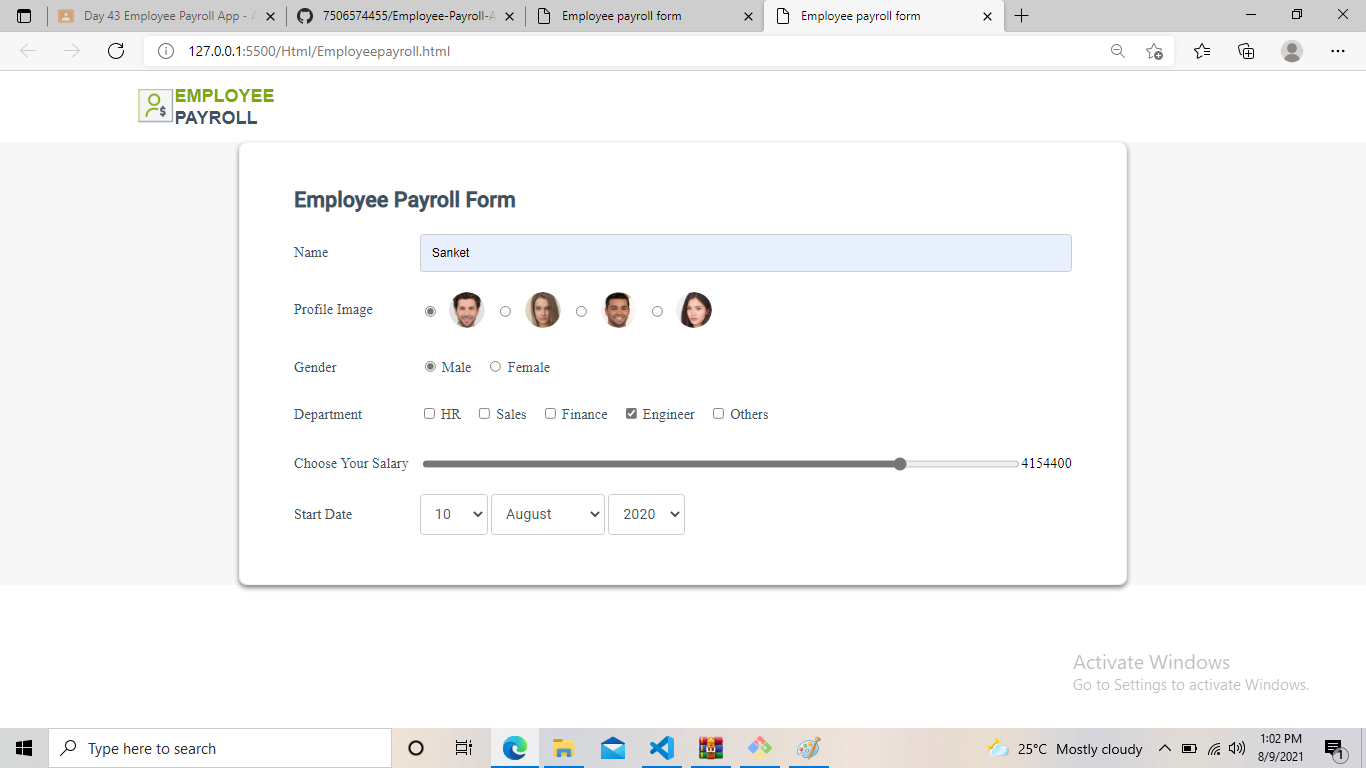 Day 43 Employee Payroll App - A
7506574455/Employee-Payroll-A
Employee payroll form
Employee payroll form
127.0.0.1:5500/Html/Employeepayroll.html
EMPLOYEE
PAYROLL
Employee Payroll Form
Name Sanket
Profile Image
Gender Male Female
Department HR Sales Finance Engineer Others
Choose Your Salary 4154400
Start Date 10 August 2020
Activate Windows
Go to Settings to activate Windows.
Type here to search
25°C Mostly cloudy
1:02 PM
8/9/2021
1